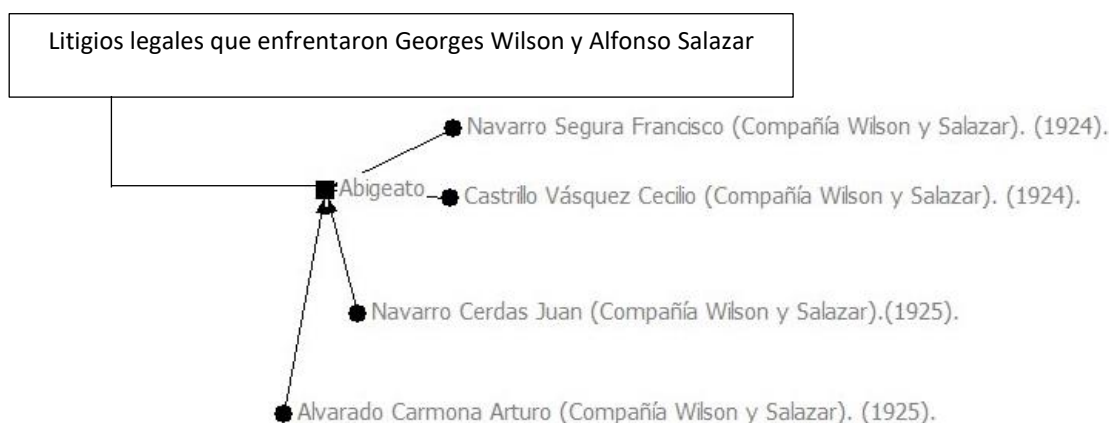 Litigios legales que enfrentaron Georges Wilson y Alfonso Salazar
Navarro Segura Francisco (Compañía Wilson y Salazar). (1924).
Abigeato
Castrillo Vásquez Cecilio (Compañía Wilson y Salazar). (1924).
Navarro Cerdas Juan (Compañía Wilson y Salazar).(1925).
Alvarado Carmona Arturo (Compañía Wilson y Salazar). (1925).